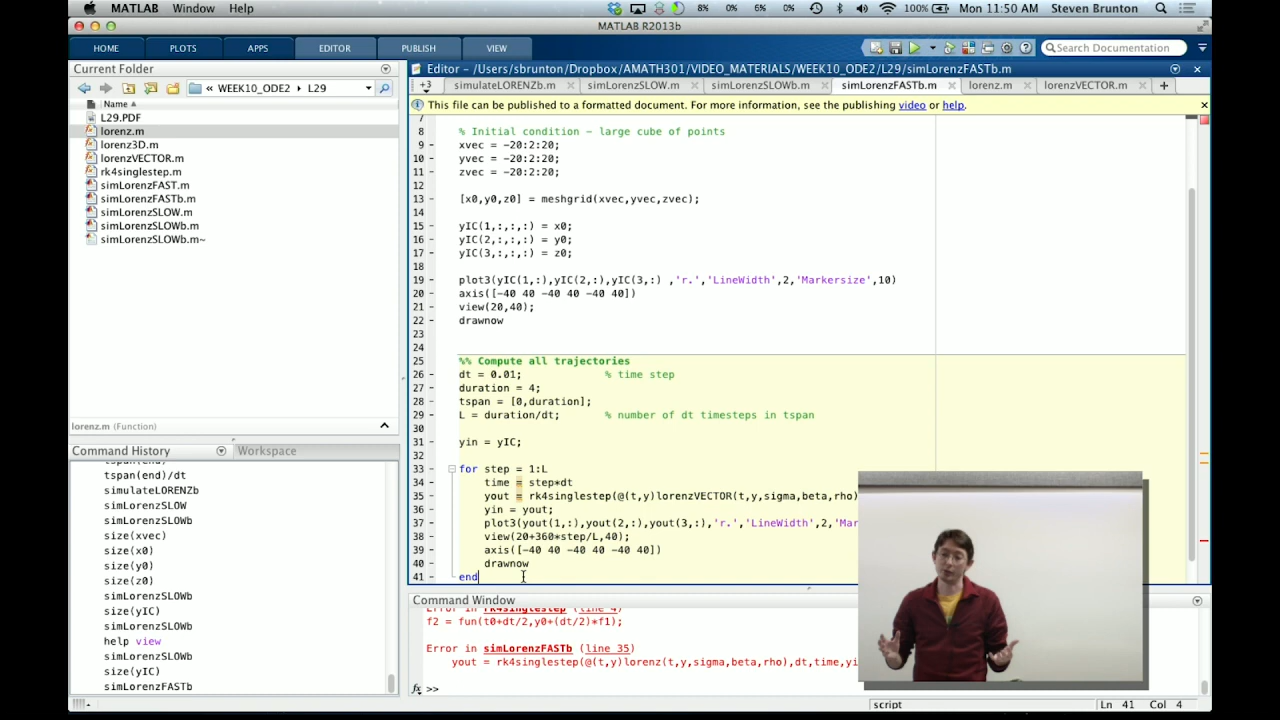 MATLAB Window Help 8% 0% 6% 0% 100% Mon 11:50 AM Steven Brunton
MATLAB R2013b
HOME PLOTS APPS EDITOR PUBLISH VIEW Search Documentation
Current Folder
WEEK10_ODE2 L29
Name
L29.PDF
lorenz.m
lorenz3D.m
lorenzVECTOR.m
rk4singlestep.m
simLorenzFAST.m
simLorenzFASTb.m
simLorenzSLOW.m
simLorenzSLOWb.m
simLorenzSLOWb.m~
lorenz.m (Function)
Command History Workspace
tspan(end)/dt
simulateLORENZb
simLorenzSLOW
simLorenzSLOWb
size(xvec)
size(x0)
size(y0)
size(z0)
simLorenzSLOWb
size(yIC)
simLorenzSLOWb
help view
simLorenzSLOWb
size(yIC)
simLorenzFASTb
Editor - /Users/sbrunton/Dropbox/AMATH301/VIDEO_MATERIALS/WEEK10_ODE2/L29/simLorenzFASTb.m
+3 simulateLORENZb.m simLorenzSLOW.m simLorenzSLOWb.m simLorenzFASTb.m lorenz.m lorenzVECTOR.m
This file can be published to a formatted document. For more information, see the publishing video or help.
7
8 % Initial condition - large cube of points
9 - xvec = -20:2:20;
10 - yvec = -20:2:20;
11 - zvec = -20:2:20;
12
13 - [x0,y0,z0] = meshgrid(xvec,yvec,zvec);
14
15 - yIC(1,:,:,:) = x0;
16 - yIC(2,:,:,:) = y0;
17 - yIC(3,:,:,:) = z0;
18
19 - plot3(yIC(1,:),yIC(2,:),yIC(3,:) ,'r.','LineWidth',2,'Markersize',10)
20 - axis([-40 40 -40 40 -40 40])
21 - view(20,40);
22 - drawnow
23
24
25 %% Compute all trajectories
26 - dt = 0.01; % time step
27 - duration = 4;
28 - tspan = [0,duration];
29 - L = duration/dt; % number of dt timesteps in tspan
30
31 - yin = yIC;
32
33 - for step = 1:L
34 - time = step*dt
35 - yout = rk4singlestep(@(t,y)lorenzVECTOR(t,y,sigma,beta,rho)
36 - yin = yout;
37 - plot3(yout(1,:),yout(2,:),yout(3,:),'r.','LineWidth',2,'Mar
38 - view(20+360*step/L,40);
39 - axis([-40 40 -40 40 -40 40])
40 - drawnow
41 - end
Command Window
Error in rk4singlestep (line 4)
f2 = fun(t0+dt/2,y0+(dt/2)*f1);
Error in simLorenzFASTb (line 35)
yout = rk4singlestep(@(t,y)lorenz(t,y,sigma,beta,rho),dt,time,yi
fx >>
script Ln 41 Col 4